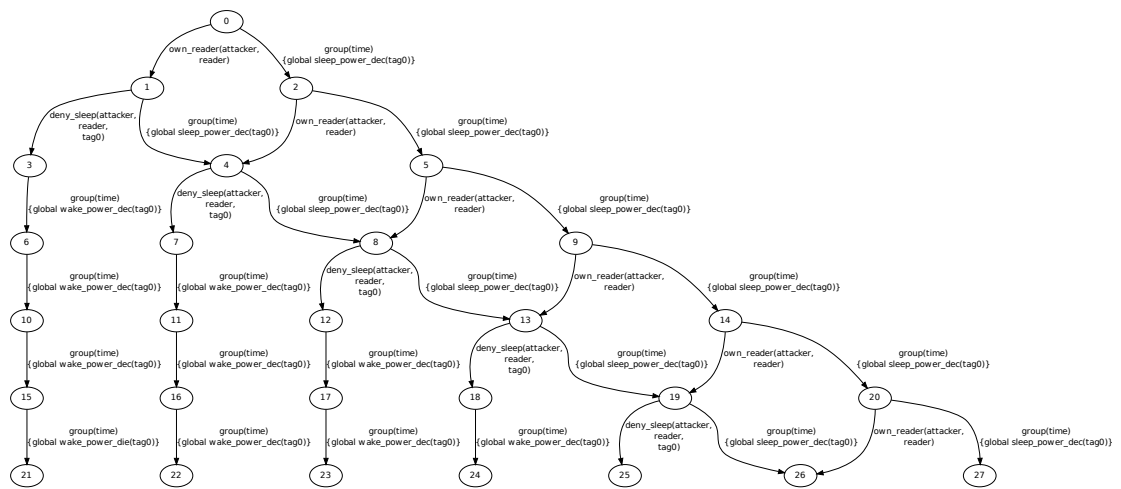 0
own_reader(attacker,
reader)
group(time)
{global sleep_power_dec(tag0)}
1
2
deny_sleep(attacker,
reader,
tag0)
group(time)
{global sleep_power_dec(tag0)}
own_reader(attacker,
reader)
group(time)
{global sleep_power_dec(tag0)}
3
4
5
group(time)
{global wake_power_dec(tag0)}
deny_sleep(attacker,
reader,
tag0)
group(time)
{global sleep_power_dec(tag0)}
own_reader(attacker,
reader)
group(time)
{global sleep_power_dec(tag0)}
6
7
8
9
group(time)
{global wake_power_dec(tag0)}
group(time)
{global wake_power_dec(tag0)}
deny_sleep(attacker,
reader,
tag0)
group(time)
{global sleep_power_dec(tag0)}
own_reader(attacker,
reader)
group(time)
{global sleep_power_dec(tag0)}
10
11
12
13
14
group(time)
{global wake_power_dec(tag0)}
group(time)
{global wake_power_dec(tag0)}
group(time)
{global wake_power_dec(tag0)}
deny_sleep(attacker,
reader,
tag0)
group(time)
{global sleep_power_dec(tag0)}
own_reader(attacker,
reader)
group(time)
{global sleep_power_dec(tag0)}
15
16
17
18
19
20
group(time)
{global wake_power_die(tag0)}
group(time)
{global wake_power_dec(tag0)}
group(time)
{global wake_power_dec(tag0)}
group(time)
{global wake_power_dec(tag0)}
deny_sleep(attacker,
reader,
tag0)
group(time)
{global sleep_power_dec(tag0)}
own_reader(attacker,
reader)
group(time)
{global sleep_power_dec(tag0)}
21
22
23
24
25
26
27